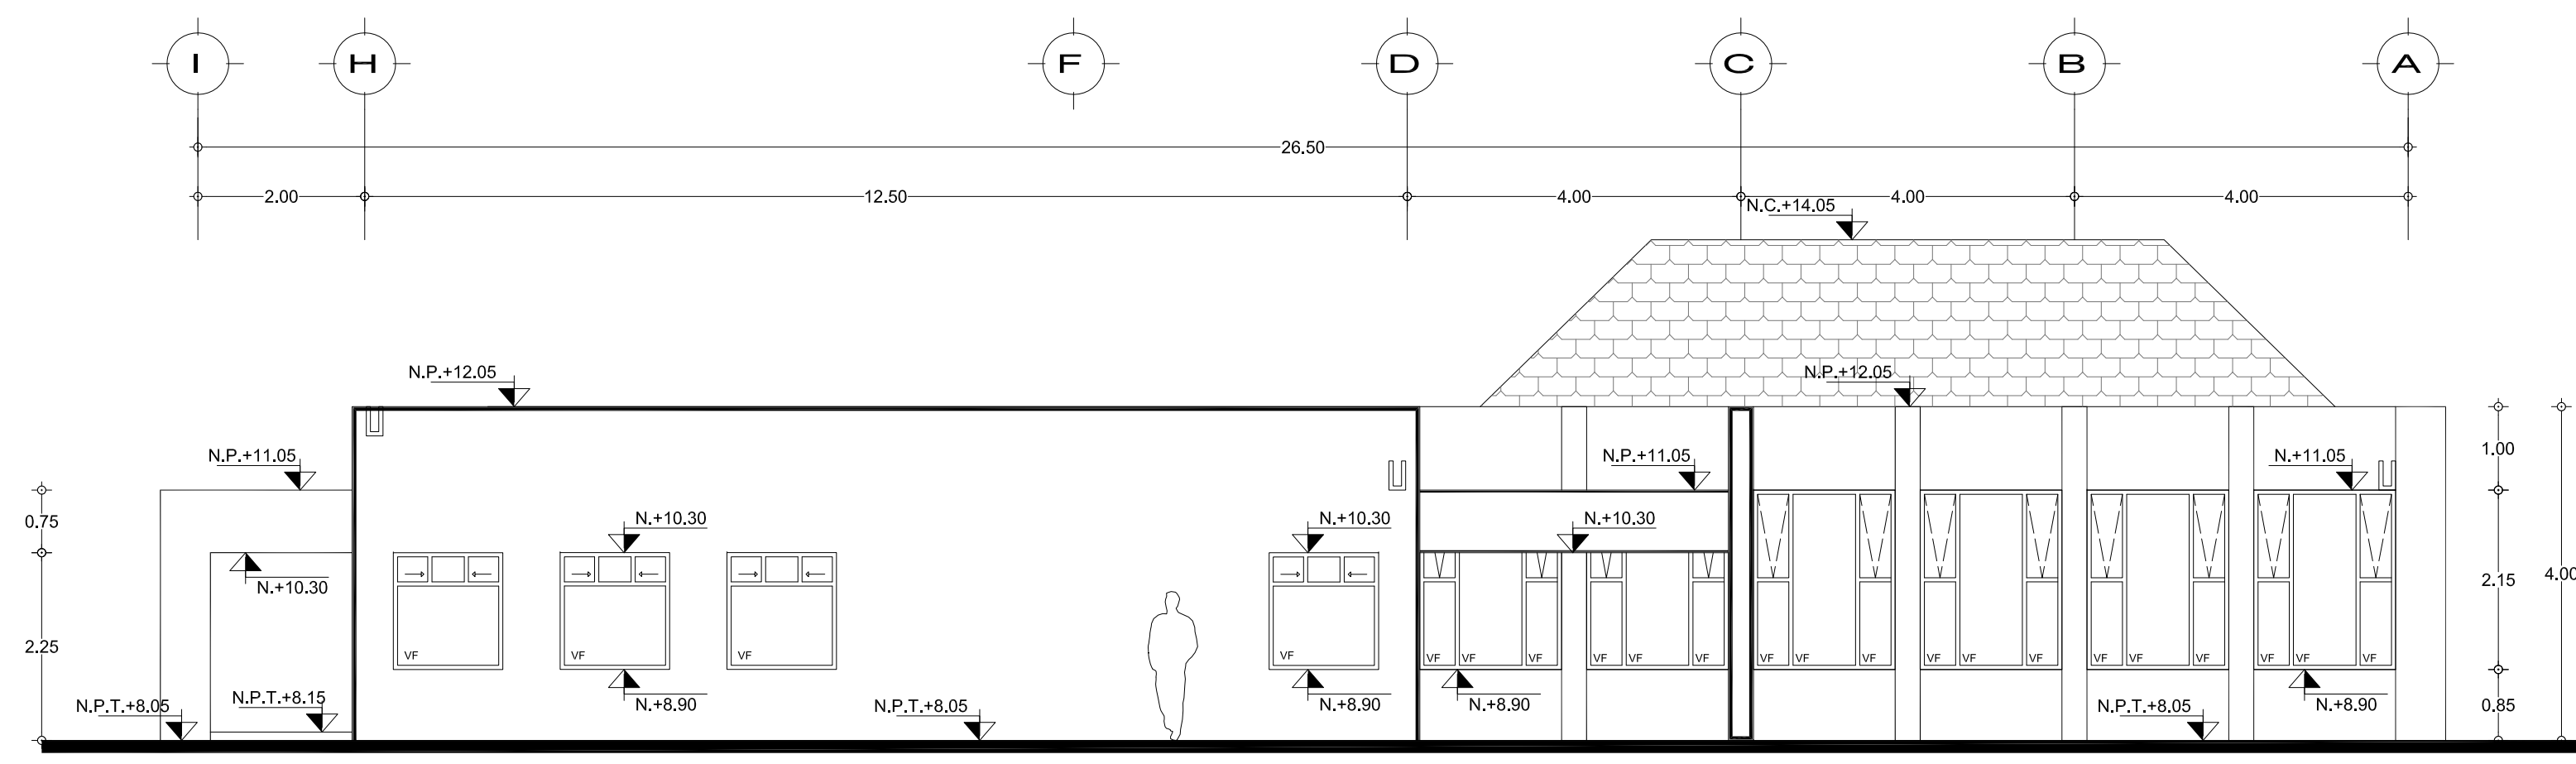 I H F D C B A
26.50
2.00 12.50 4.00 4.00 4.00
N.C.+14.05
N.P.+12.05 N.P.+12.05
N.P.+11.05 N.P.+11.05 N.+11.05 1.00
0.75 N.+10.30 N.+10.30 N.+10.30
N.+10.30 2.15 4.00
2.25 VF VF VF VF VF VF VF VF VF VF VF VF VF VF VF VF VF VF VF VF VF VF
N.P.T.+8.05 N.P.T.+8.15 N.+8.90 N.P.T.+8.05 N.+8.90 N.+8.90 N.P.T.+8.05 N.+8.90 0.85